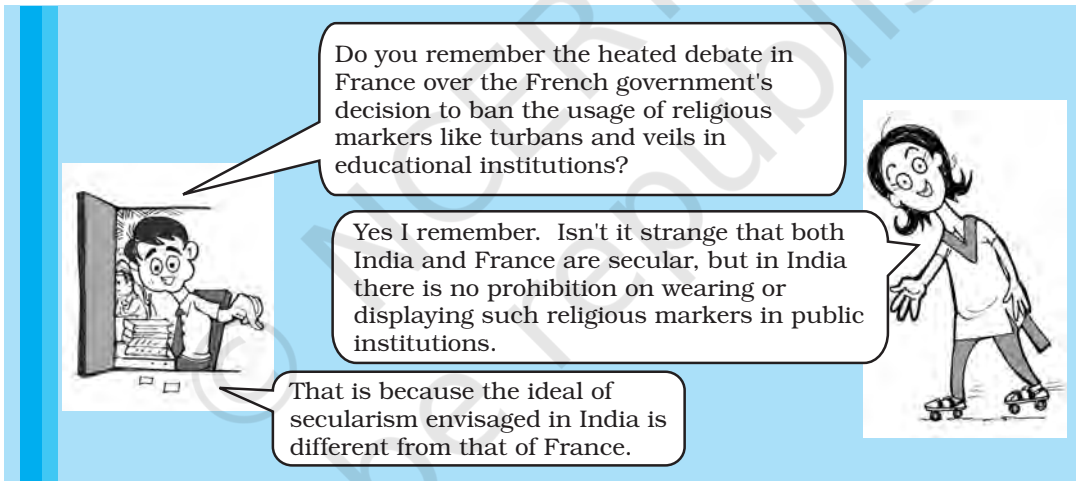 Do you remember the heated debate in
France over the French government's
decision to ban the usage of religious
markers like turbans and veils in
educational institutions?
Yes I remember. Isn't it strange that both
India and France are secular, but in India
there is no prohibition on wearing or
displaying such religious markers in public
institutions.
That is because the ideal of
secularism envisaged in India is
different from that of France.